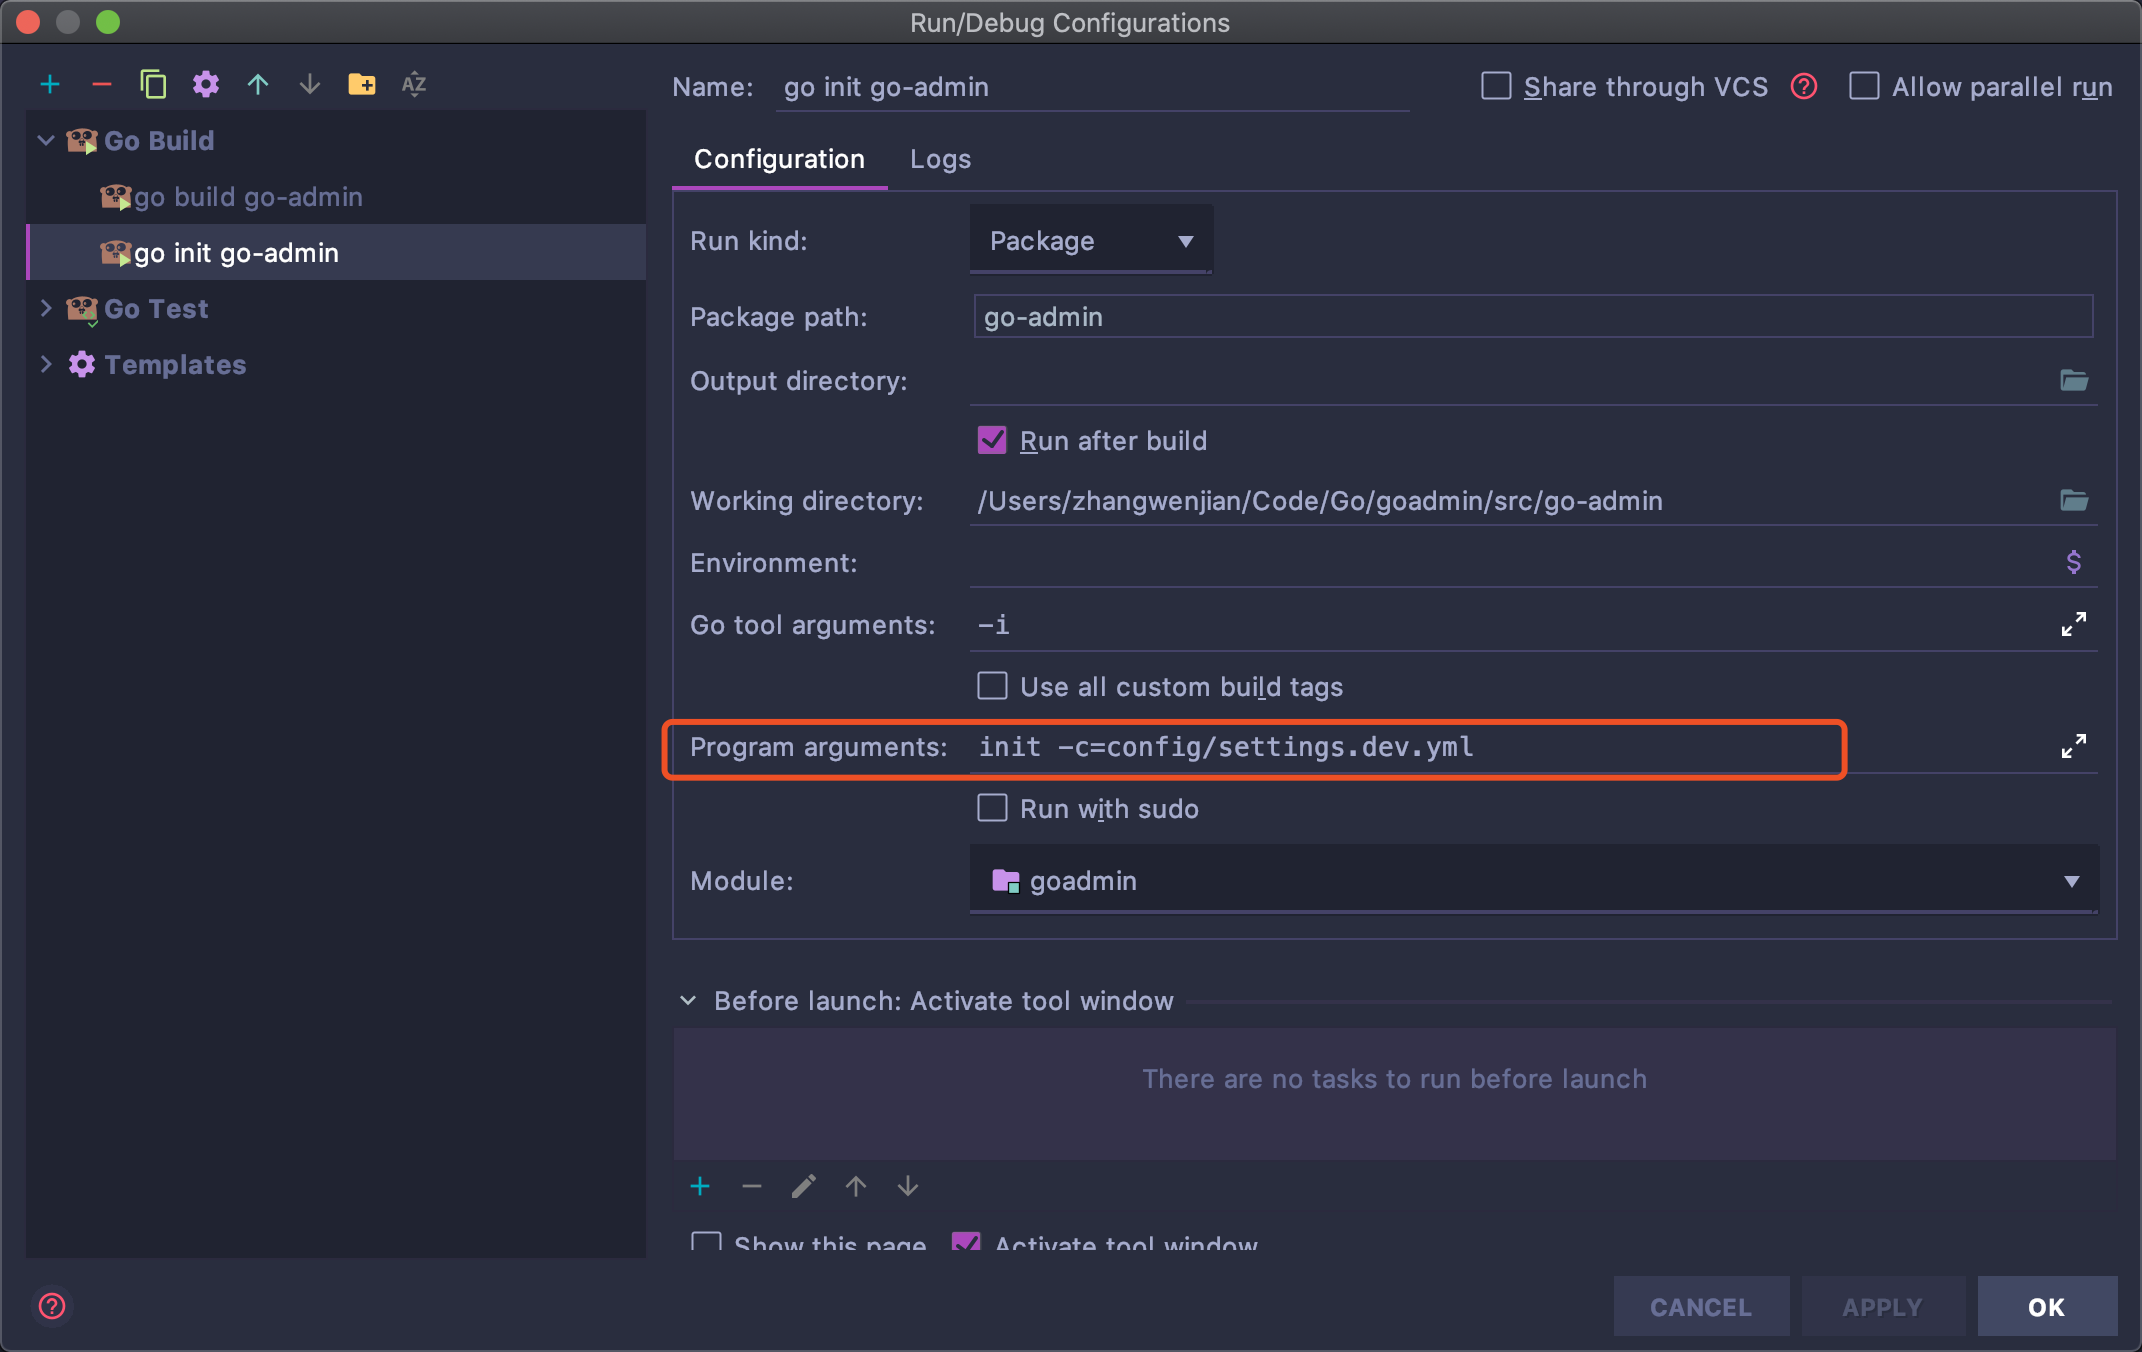 Run/Debug Configurations
Name: go init go-admin
Share through VCS
Allow parallel run
Go Build
go build go-admin
go init go-admin
Go Test
Templates
Configuration Logs
Run kind: Package
Package path: go-admin
Output directory:
Run after build
Working directory: /Users/zhangwenjian/Code/Go/goadmin/src/go-admin
Environment:
Go tool arguments: -i
Use all custom build tags
Program arguments: init -c=config/settings.dev.yml
Run with sudo
Module: goadmin
Before launch: Activate tool window
There are no tasks to run before launch
Show this page Activate tool window
CANCEL APPLY OK